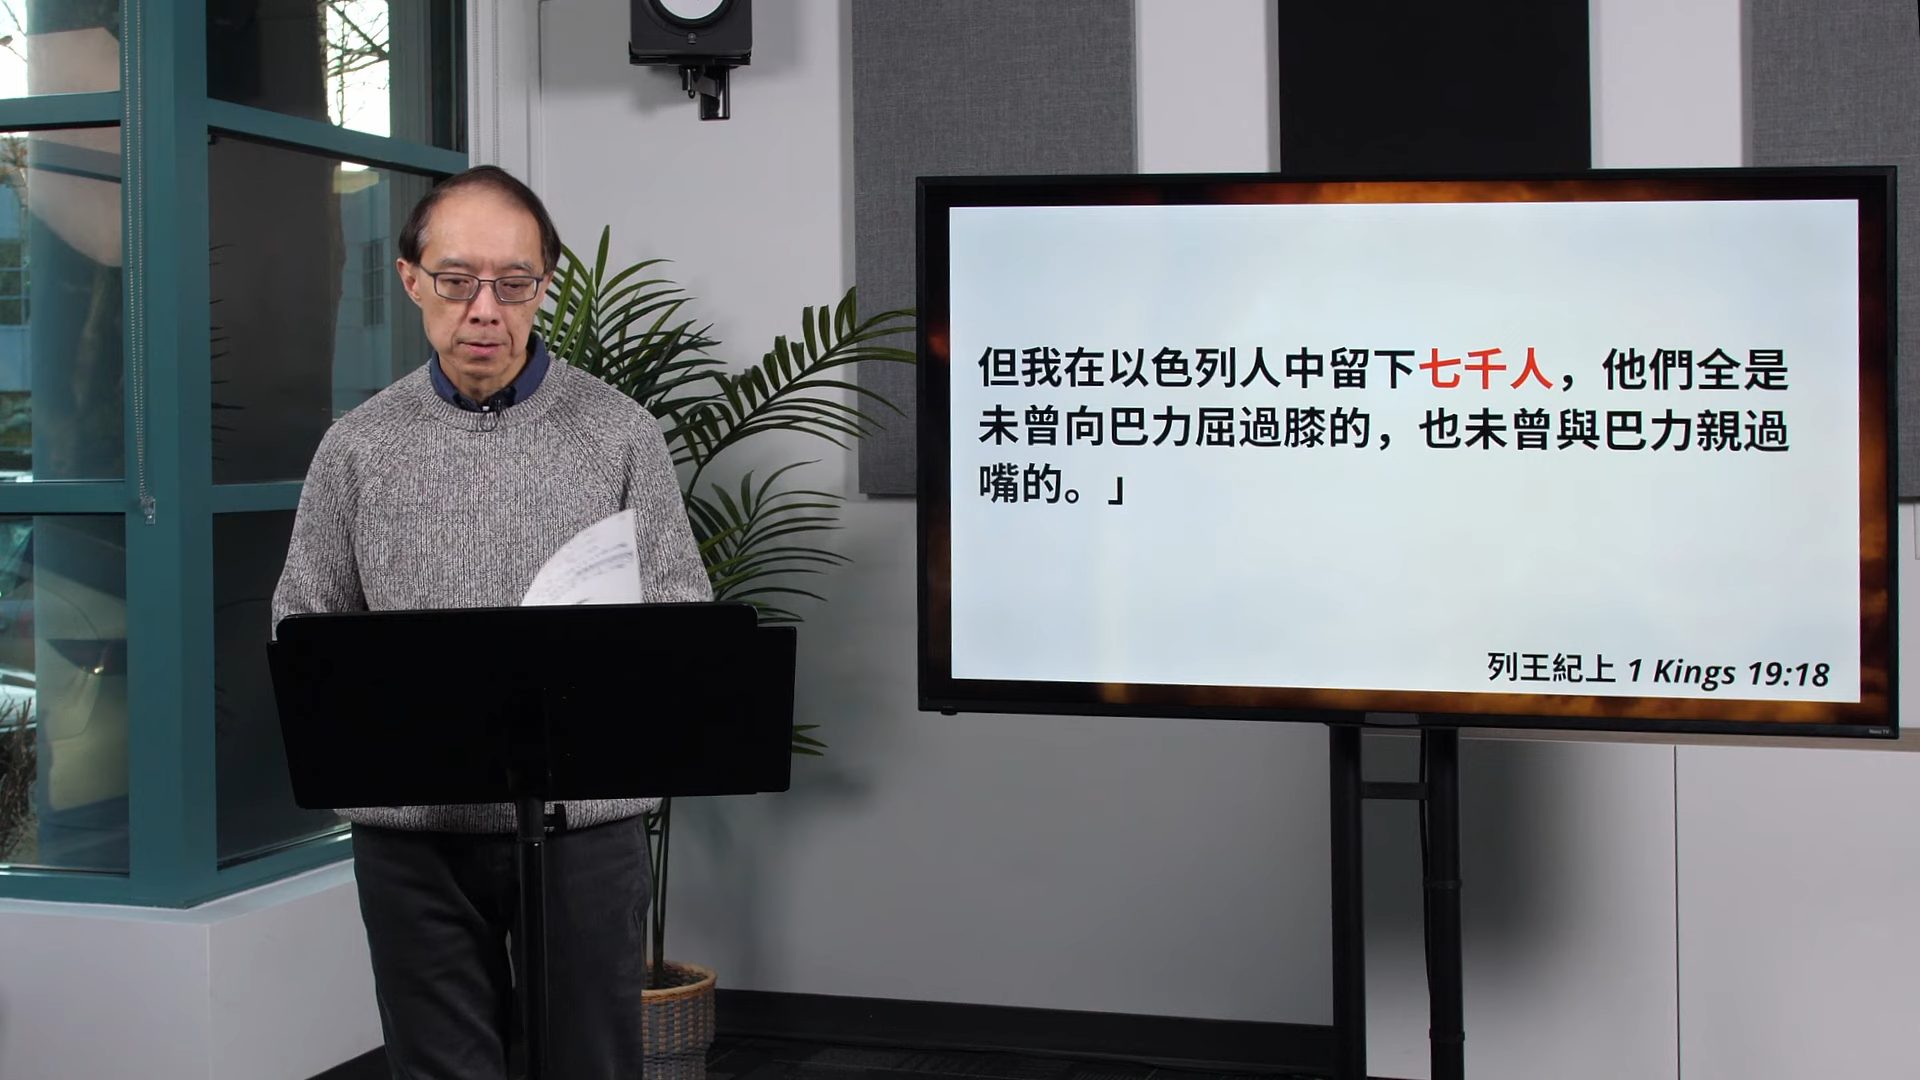 但我在以色列人中留下七千人，他們全是
未曾向巴力屈過膝的，也未曾與巴力親過
嘴的。」
列王紀上 1 Kings 19:18